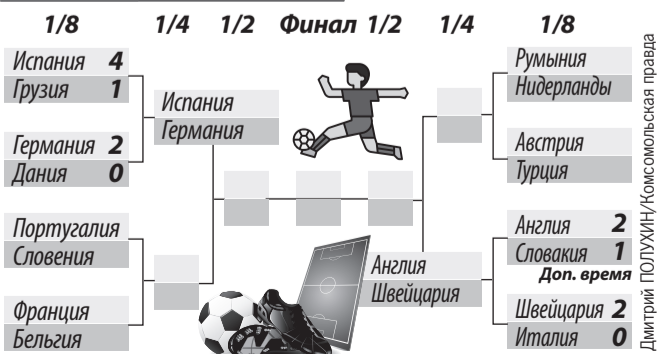 1/8 1/4 1/2 Финал 1/2 1/4 1/8
Испания 4
Грузия 1
Германия 2
Дания 0
Португалия
Словения
Франция
Бельгия
Испания
Германия
Англия
Швейцария
Румыния
Нидерланды
Австрия
Турция
Англия 2
Словакия 1
Доп. время
Швейцария 2
Италия 0
Дмитрий ПОЛУХИН/Комсомольская правда